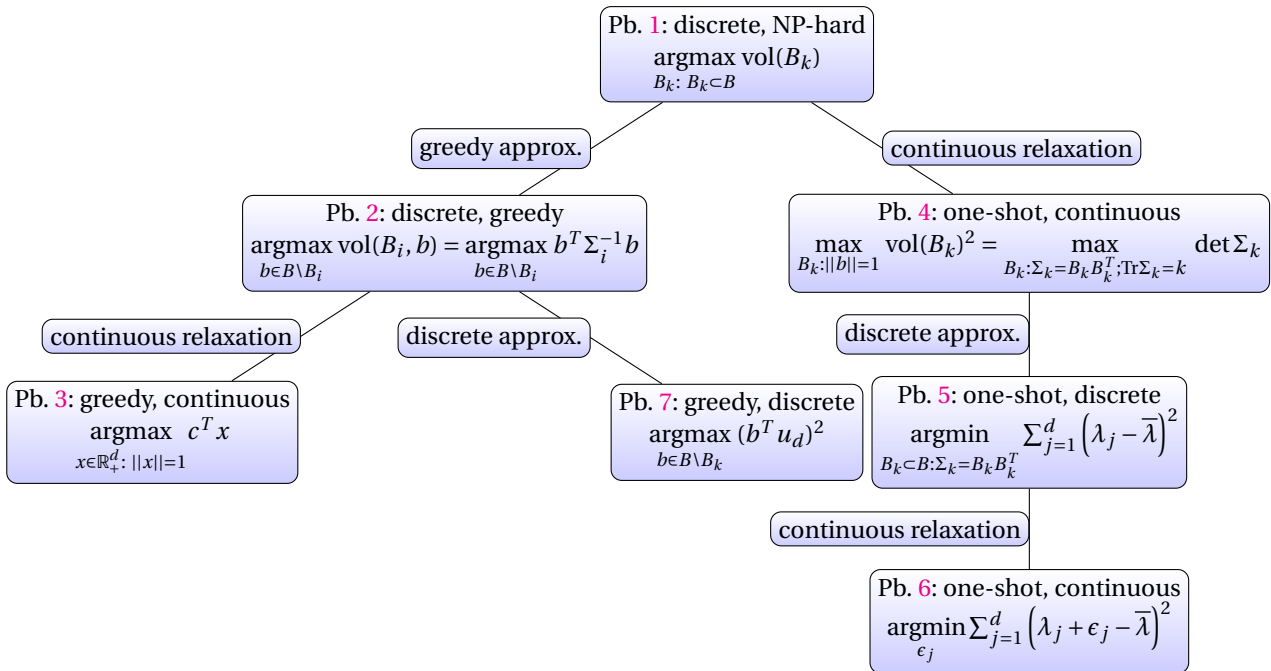 Pb. 1: discrete, NP-hard
argmax vol(B_k)
B_k: B_k⊂B
greedy approx.
continuous relaxation
Pb. 2: discrete, greedy
argmax vol(B_i, b) = argmax b^T Σ_i^{-1} b
b∈B\B_i b∈B\B_i
Pb. 4: one-shot, continuous
max vol(B_k)^2 = max det Σ_k
B_k:||b||=1 B_k:Σ_k=B_k B_k^T;TrΣ_k=k
continuous relaxation
discrete approx.
discrete approx.
Pb. 3: greedy, continuous
argmax c^T x
x∈ℝ_+^d: ||x||=1
Pb. 7: greedy, discrete
argmax (b^T u_d)^2
b∈B\B_k
Pb. 5: one-shot, discrete
argmin ∑_{j=1}^d (λ_j − λ̄)^2
B_k⊂B:Σ_k=B_k B_k^T
continuous relaxation
Pb. 6: one-shot, continuous
argmin ∑_{j=1}^d (λ_j + ϵ_j − λ̄)^2
ϵ_j